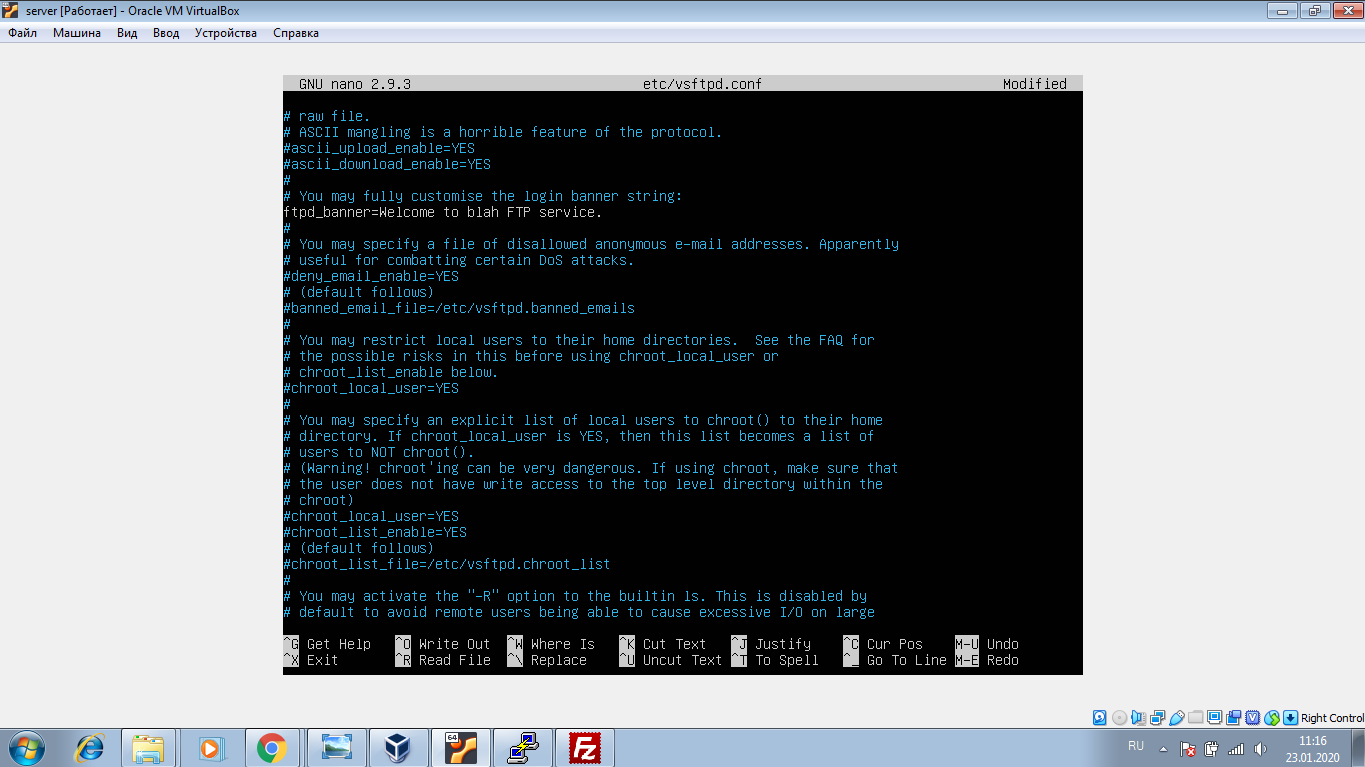 server [Работает] - Oracle VM VirtualBox
Файл Машина Вид Ввод Устройства Справка
GNU nano 2.9.3 etc/vsftpd.conf Modified
# raw file.
# ASCII mangling is a horrible feature of the protocol.
#ascii_upload_enable=YES
#ascii_download_enable=YES
#
# You may fully customise the login banner string:
ftpd_banner=Welcome to blah FTP service.
#
# You may specify a file of disallowed anonymous e-mail addresses. Apparently
# useful for combatting certain DoS attacks.
#deny_email_enable=YES
# (default follows)
#banned_email_file=/etc/vsftpd.banned_emails
#
# You may restrict local users to their home directories.  See the FAQ for
# the possible risks in this before using chroot_local_user or
# chroot_list_enable below.
#chroot_local_user=YES
#
# You may specify an explicit list of local users to chroot() to their home
# directory. If chroot_local_user is YES, then this list becomes a list of
# users to NOT chroot().
# (Warning! chroot'ing can be very dangerous. If using chroot, make sure that
# the user does not have write access to the top level directory within the
# chroot)
#chroot_local_user=YES
#chroot_list_enable=YES
# (default follows)
#chroot_list_file=/etc/vsftpd.chroot_list
#
# You may activate the "-R" option to the builtin ls. This is disabled by
# default to avoid remote users being able to cause excessive I/O on large
^G Get Help ^O Write Out ^W Where Is ^K Cut Text ^J Justify ^C Cur Pos M-U Undo
^X Exit ^R Read File ^\ Replace ^U Uncut Text ^T To Spell ^_ Go To Line M-E Redo
Right Control
64
Fz
RU
11:16
23.01.2020